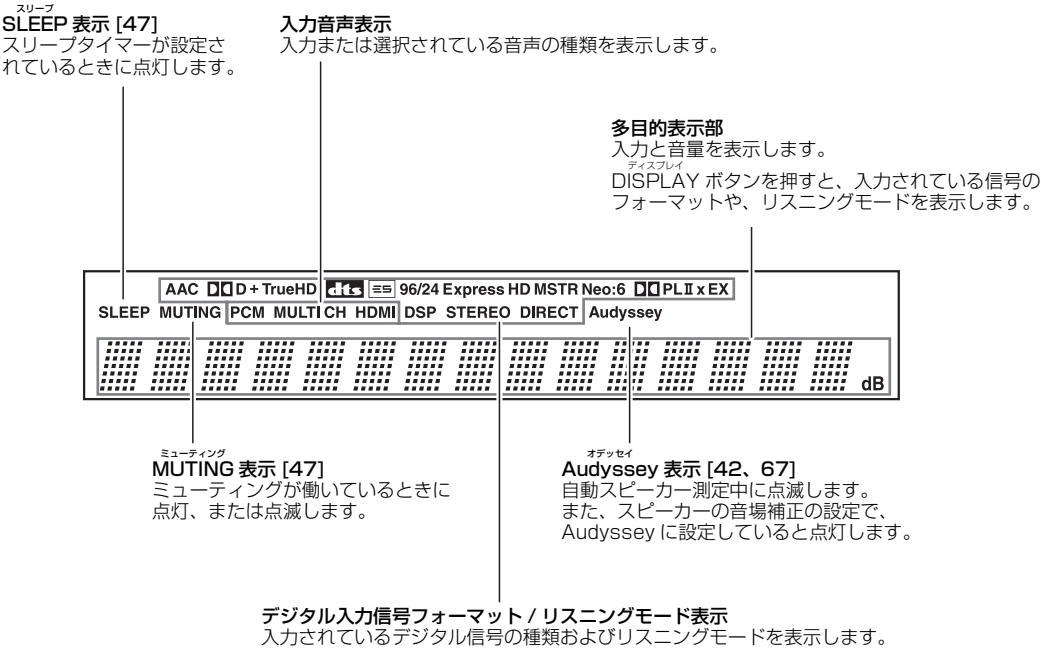 スリープ
SLEEP 表示 [47]
スリープタイマーが設定さ
れているときに点灯します。
入力音声表示
入力または選択されている音声の種類を表示します。
多目的表示部
入力と音量を表示します。
ディスプレイ
DISPLAY ボタンを押すと、入力されている信号の
フォーマットや、リスニングモードを表示します。
AAC DD D + TrueHD dts ES 96/24 Express HD MSTR Neo:6 DD PL II x EX
SLEEP MUTING PCM MULTI CH HDMI DSP STEREO DIRECT Audyssey
dB
ミューティング
MUTING 表示 [47]
ミューティングが働いているときに
点灯、または点滅します。
オデッセイ
Audyssey 表示 [42、67]
自動スピーカー測定中に点滅します。
また、スピーカーの音場補正の設定で、
Audyssey に設定していると点灯します。
デジタル入力信号フォーマット / リスニングモード表示
入力されているデジタル信号の種類およびリスニングモードを表示します。